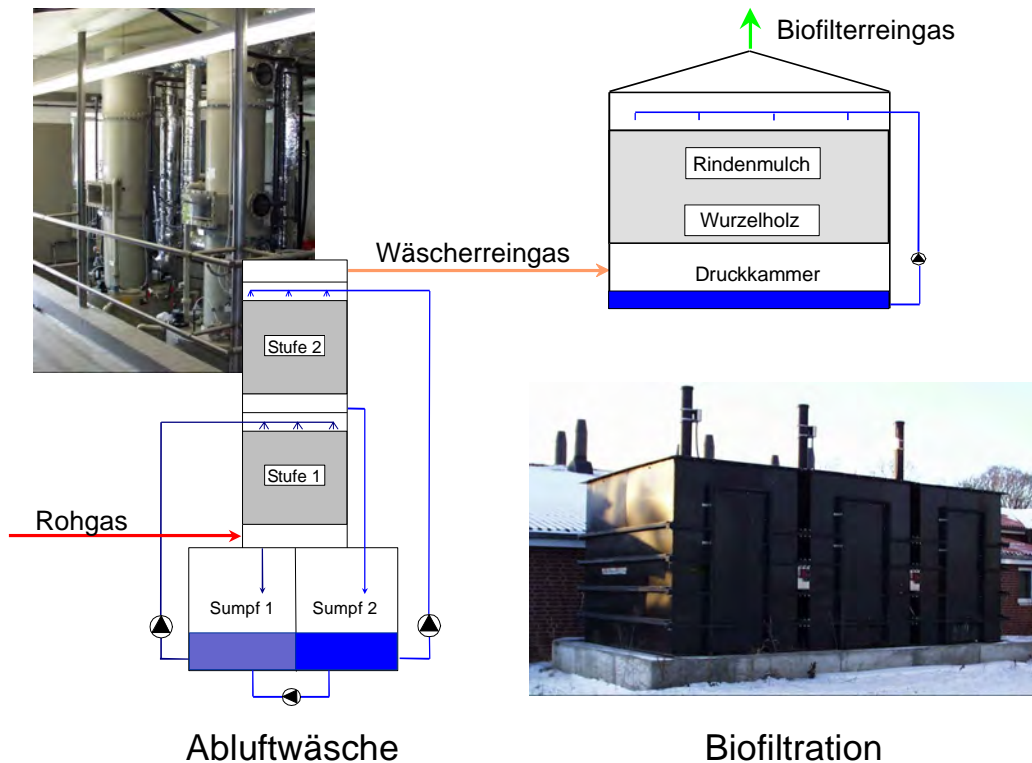 Biofilterreingas
Rindenmulch
Wurzelholz
Wäscherreingas
Druckkammer
Stufe 2
Stufe 1
Rohgas
Sumpf 1
Sumpf 2
Abluftwäsche
Biofiltration